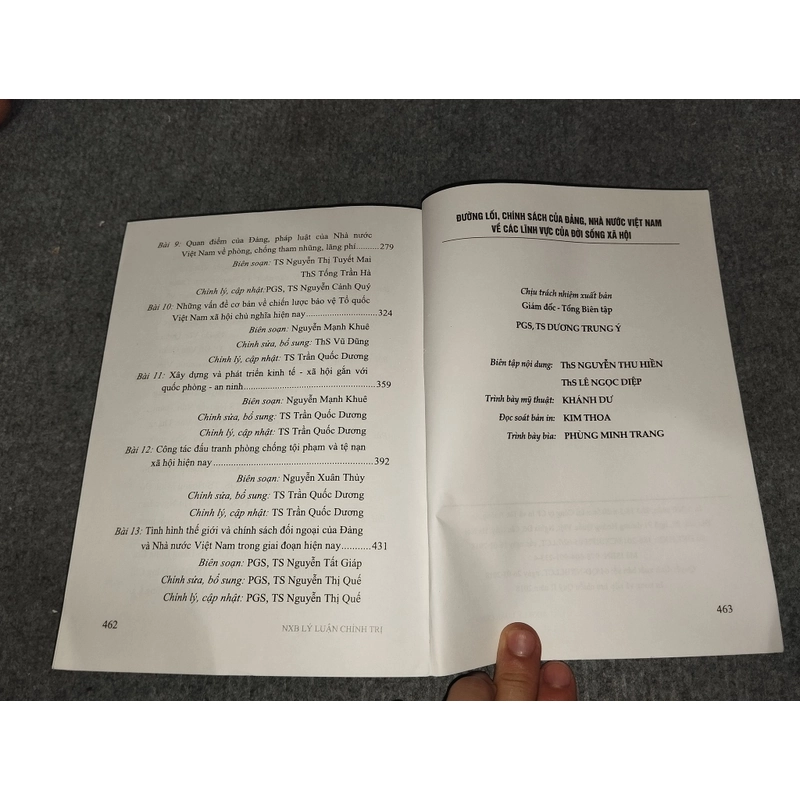 Bài 9: Quan điểm của Đảng, pháp luật của Nhà nước
Việt Nam về phòng, chống tham nhũng, lãng phí..........279
Biên soạn: TS Nguyễn Thị Tuyết Mai
ThS Tống Trần Hà
Chỉnh lý, cập nhật: PGS, TS Nguyễn Cảnh Quý
Bài 10: Những vấn đề cơ bản về chiến lược bảo vệ Tổ quốc
Việt Nam xã hội chủ nghĩa hiện nay....................324
Biên soạn: Nguyễn Mạnh Khuê
Chỉnh sửa, bổ sung: ThS Vũ Dũng
Chỉnh lý, cập nhật: TS Trần Quốc Dương
Bài 11: Xây dựng và phát triển kinh tế - xã hội gắn với
quốc phòng - an ninh....................................359
Biên soạn: Nguyễn Mạnh Khuê
Chỉnh sửa, bổ sung: TS Trần Quốc Dương
Chỉnh lý, cập nhật: TS Trần Quốc Dương
Bài 12: Công tác đấu tranh phòng chống tội phạm và tệ nạn
xã hội hiện nay..........................................392
Biên soạn: Nguyễn Xuân Thủy
Chỉnh sửa, bổ sung: TS Trần Quốc Dương
Chỉnh lý, cập nhật: TS Trần Quốc Dương
Bài 13: Tình hình thế giới và chính sách đối ngoại của Đảng
và Nhà nước Việt Nam trong giai đoạn hiện nay...........431
Biên soạn: PGS, TS Nguyễn Tất Giáp
Chỉnh sửa, bổ sung: PGS, TS Nguyễn Thị Quế
Chỉnh lý, cập nhật: PGS, TS Nguyễn Thị Quế
462
NXB LÝ LUẬN CHÍNH TRỊ
ĐƯỜNG LỐI, CHÍNH SÁCH CỦA ĐẢNG, NHÀ NƯỚC VIỆT NAM
VỀ CÁC LĨNH VỰC CỦA ĐỜI SỐNG XÃ HỘI
Chịu trách nhiệm xuất bản
Giám đốc - Tổng Biên tập
PGS, TS DƯƠNG TRUNG Ý
Biên tập nội dung: ThS NGUYỄN THU HIỀN
ThS LÊ NGỌC DIỆP
Trình bày mỹ thuật: KHÁNH DƯ
Đọc soát bản in: KIM THOA
Trình bày bìa: PHÙNG MINH TRANG
463